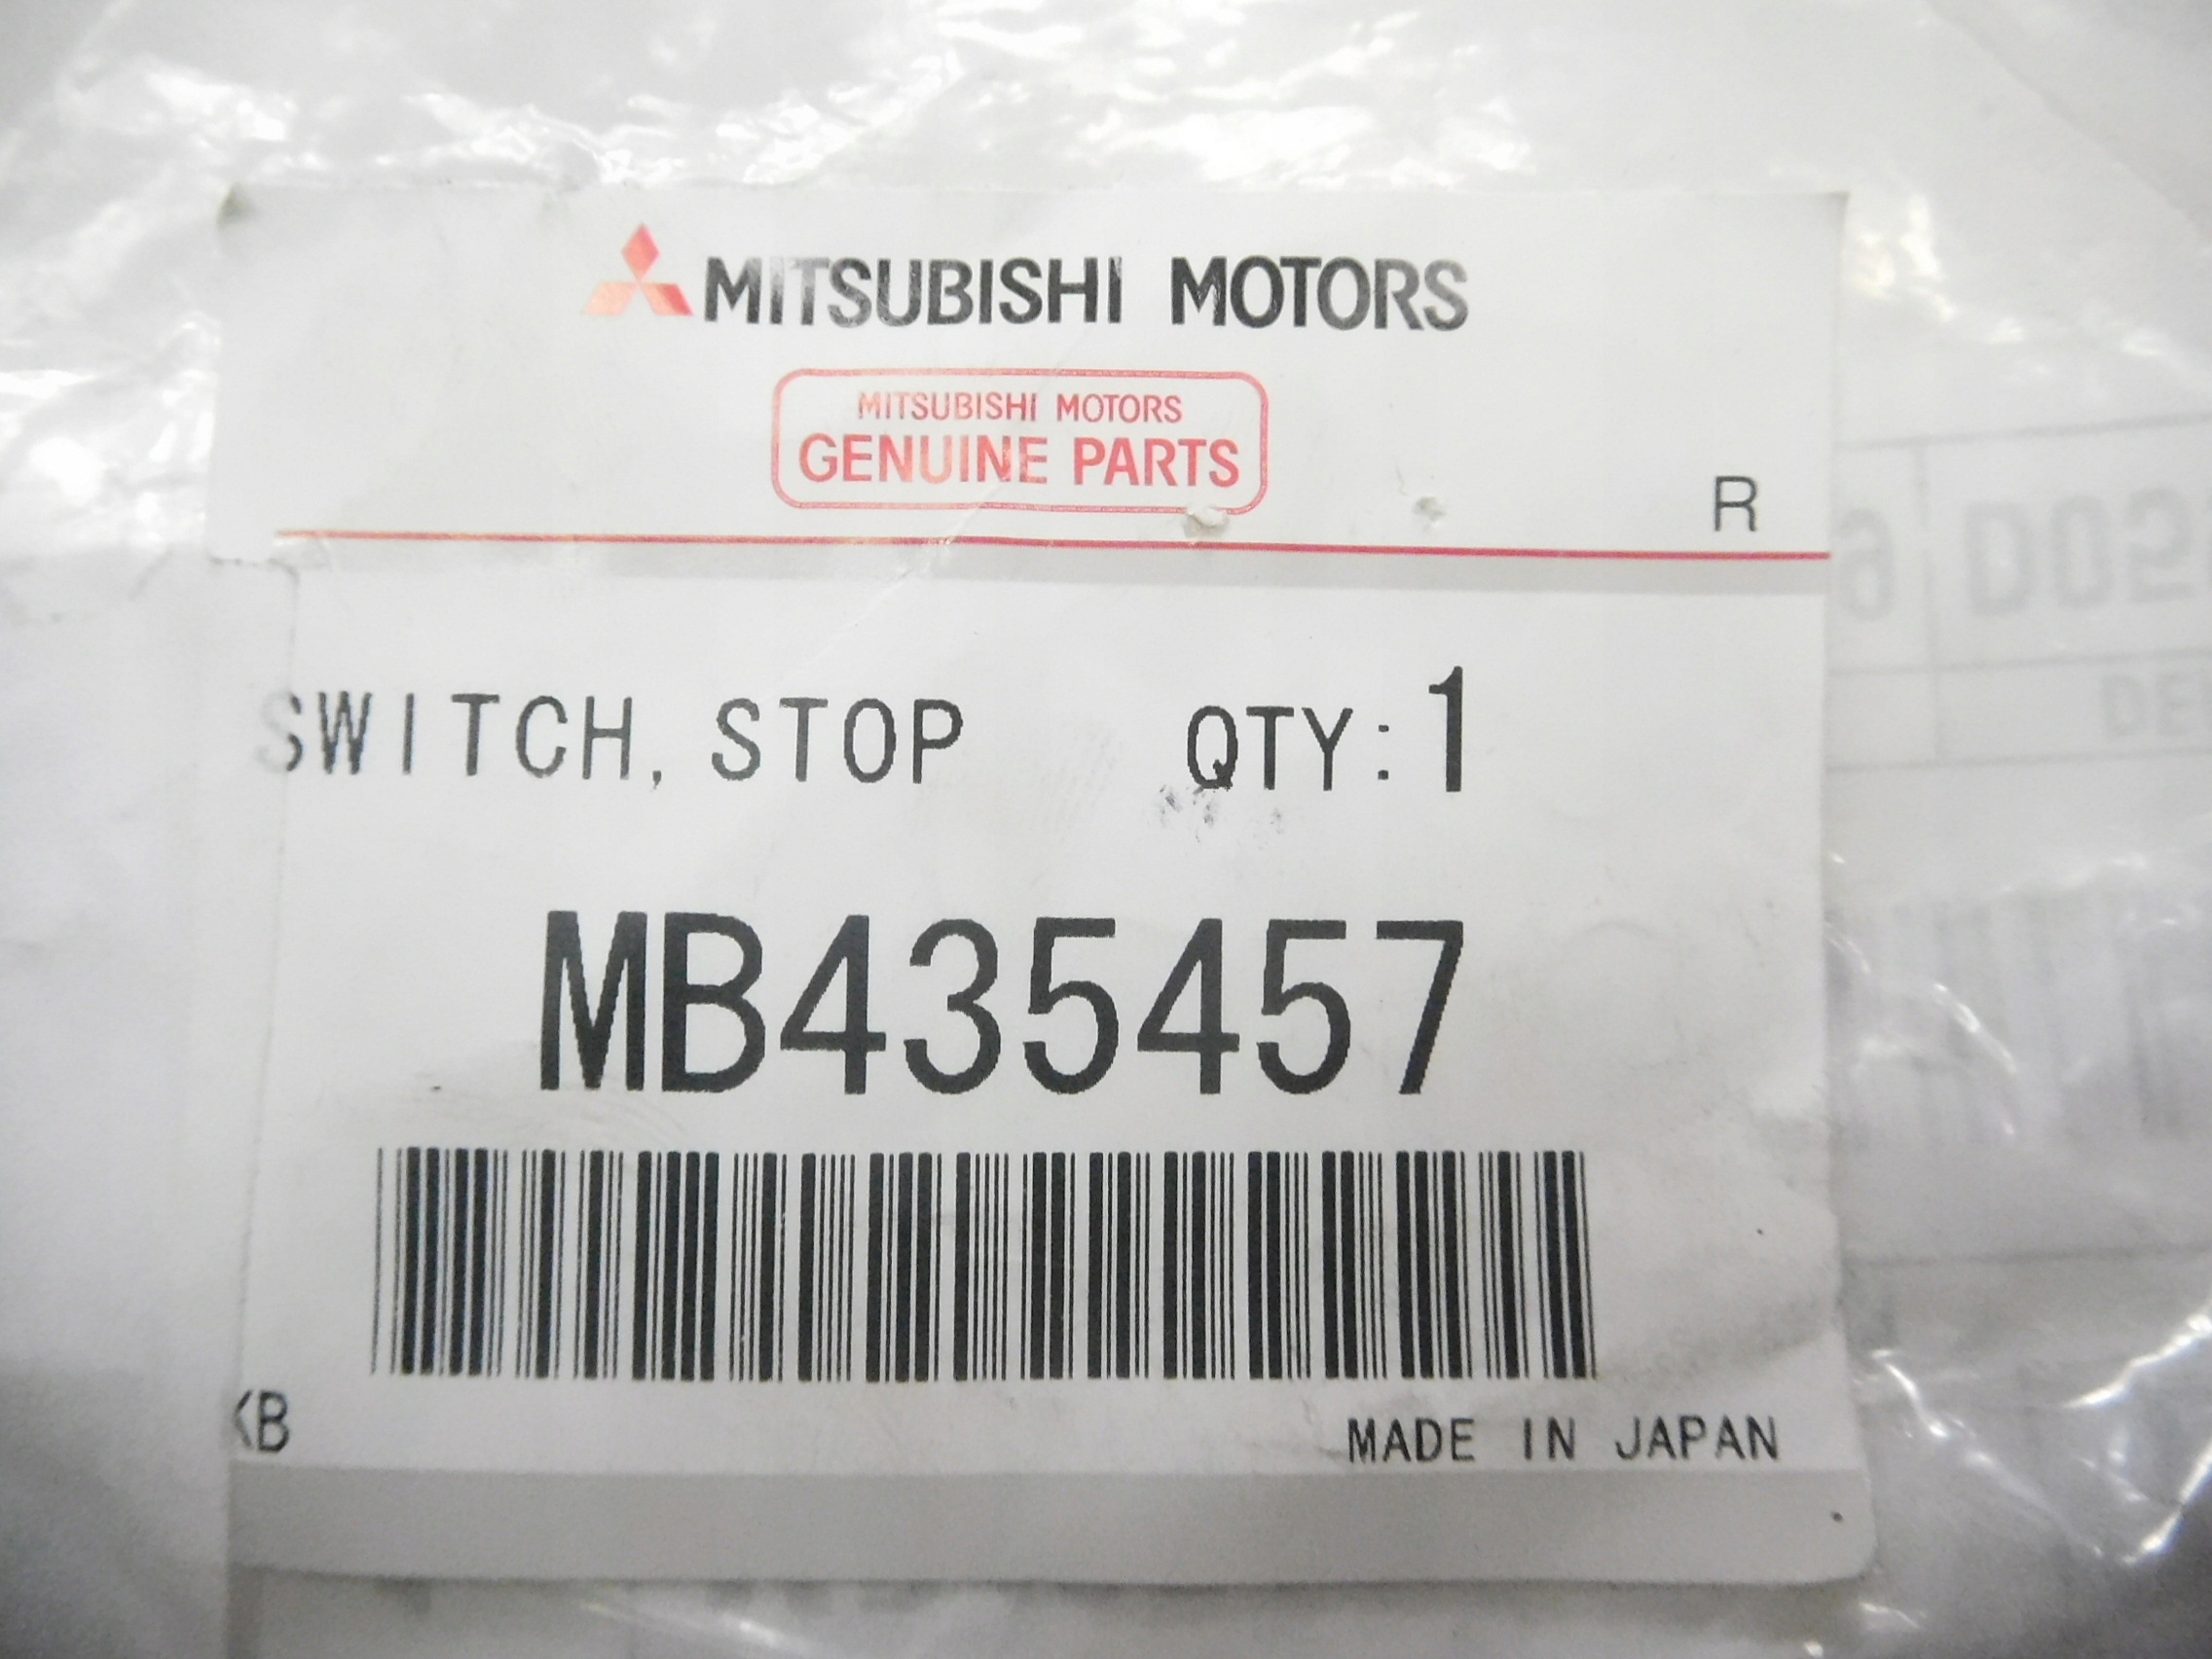 MITSUBISHI MOTORS
MITSUBISHI MOTORS
GENUINE PARTS
R
SWITCH, STOP QTY:1
MB435457
KB
MADE IN JAPAN